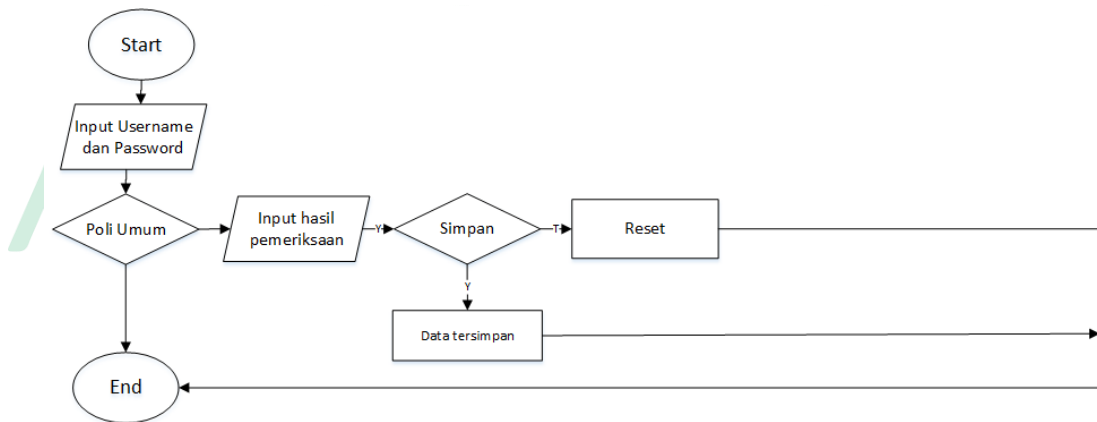 Start
Input Username
dan Password
Poli Umum
Input hasil
pemeriksaan
Y
Simpan
T
Reset
Y
Data tersimpan
End